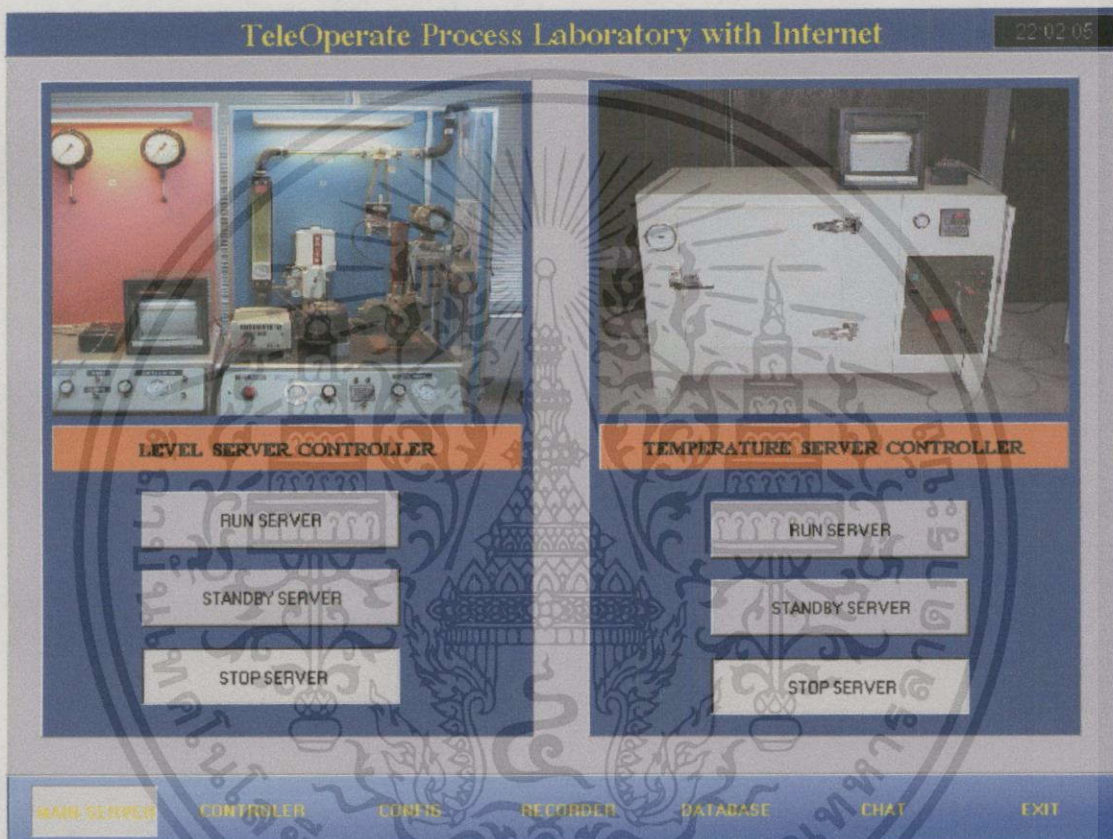 TeleOperate Process Laboratory with Internet
22:02:05
LEVEL SERVER CONTROLLER
TEMPERATURE SERVER CONTROLLER
RUN SERVER
STANDBY SERVER
STOP SERVER
RUN SERVER
STANDBY SERVER
STOP SERVER
MAIN SERVER CONTROLER CONFIG RECORDER DATABASE CHAT EXIT